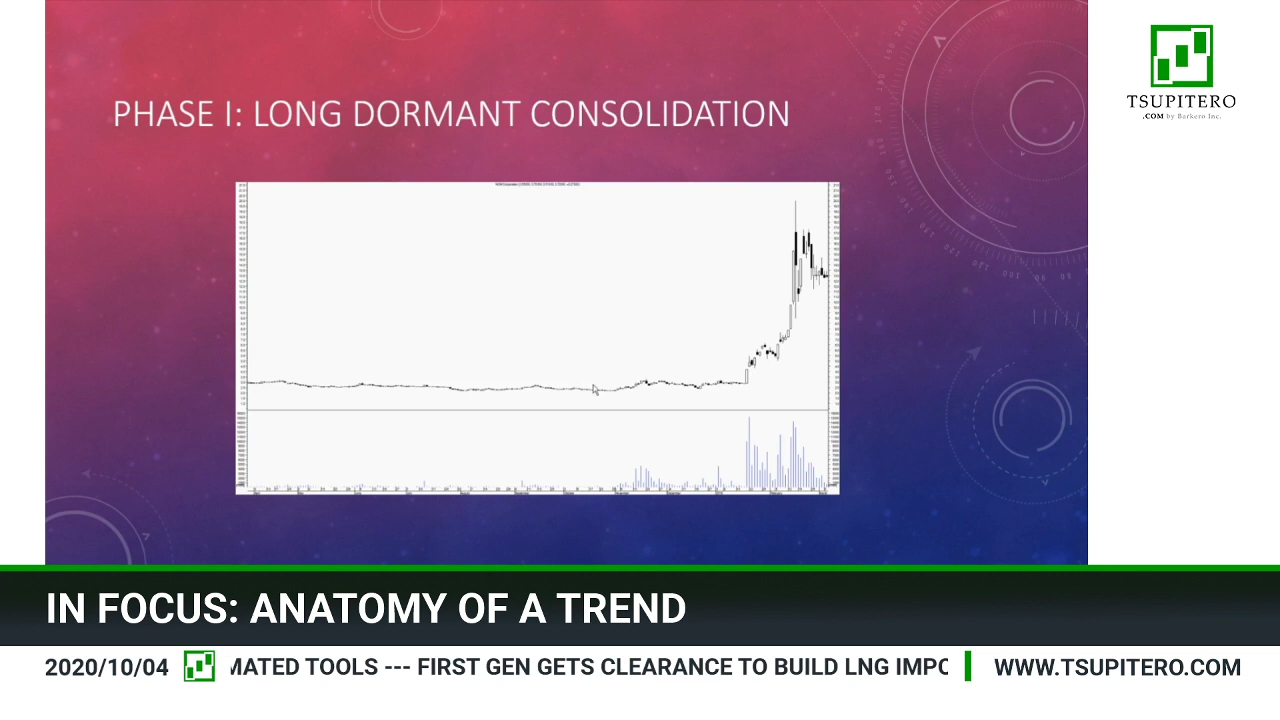 PHASE I: LONG DORMANT CONSOLIDATION
TSUPITERO
.COM by Barkero Inc.
IN FOCUS: ANATOMY OF A TREND
2020/10/04
MATED TOOLS --- FIRST GEN GETS CLEARANCE TO BUILD LNG IMPO
WWW.TSUPITERO.COM